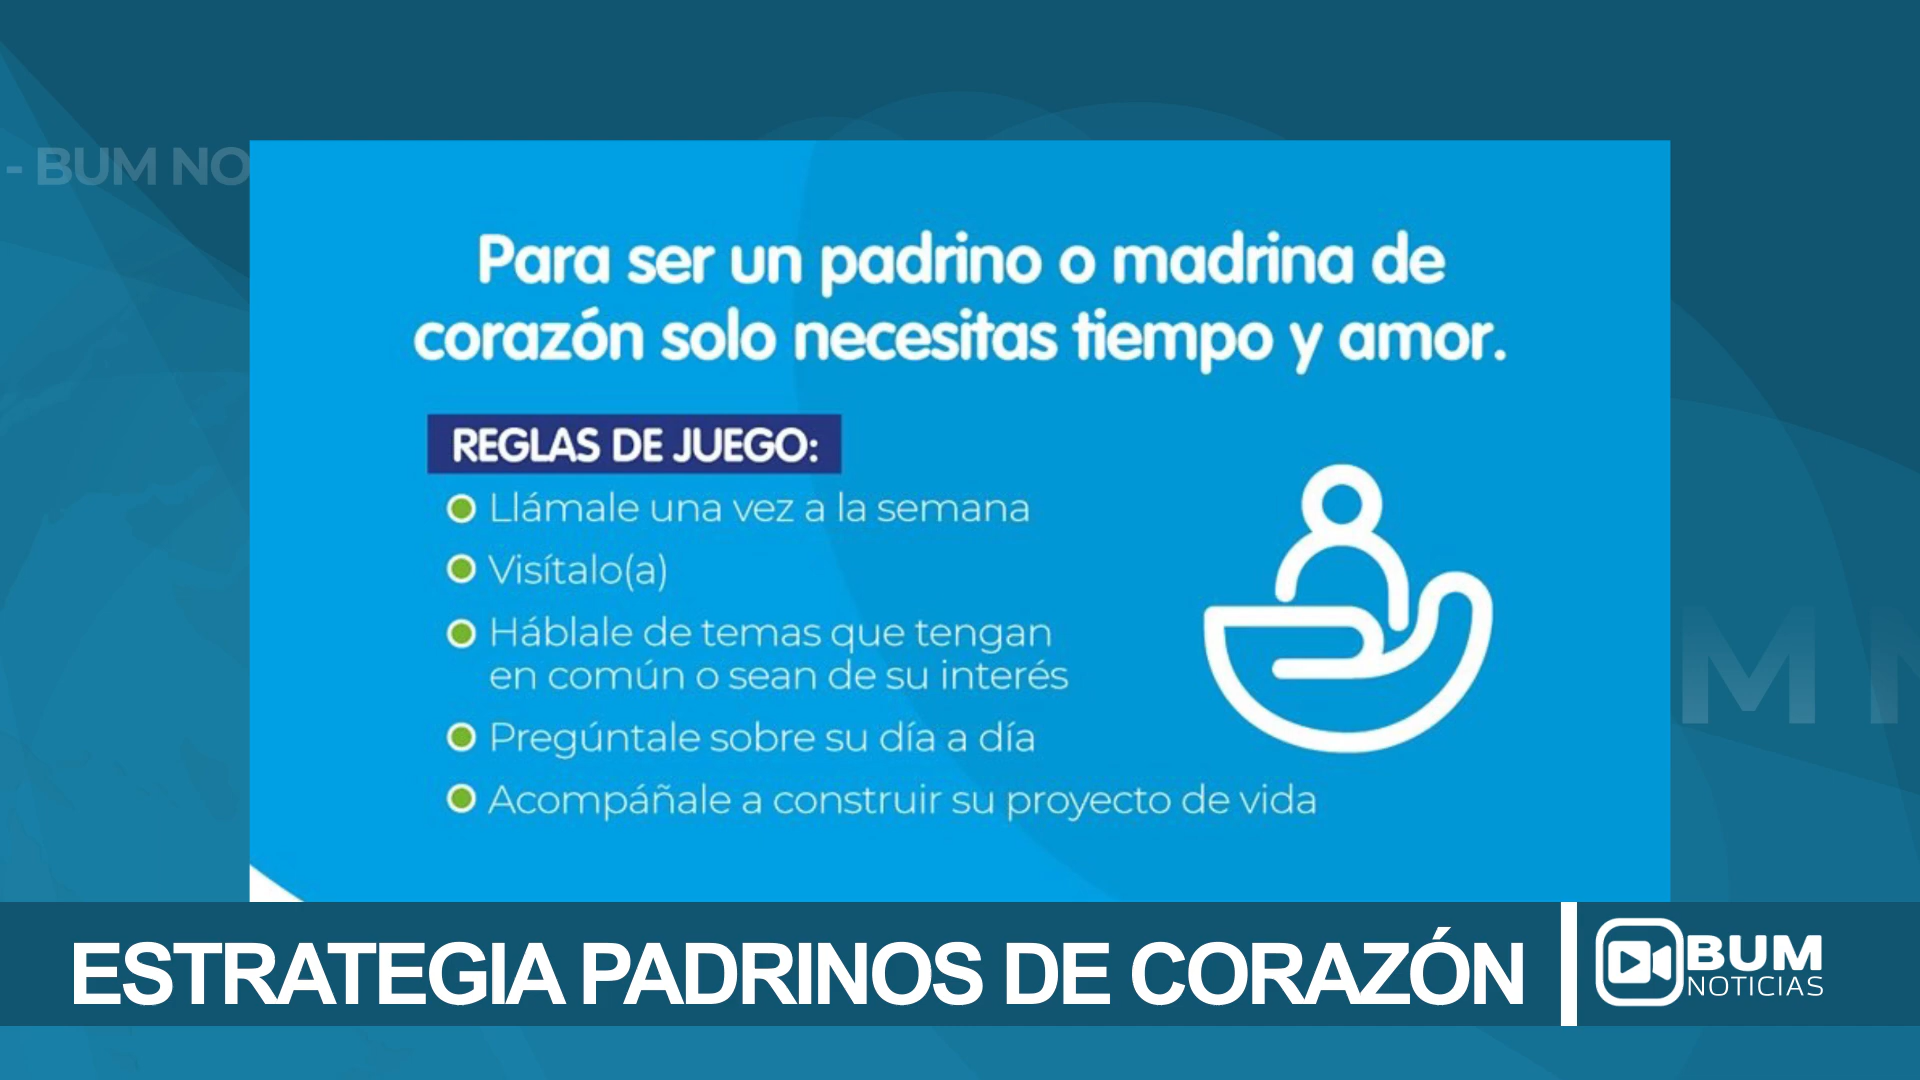 - BUM NO
Para ser un padrino o madrina de
corazón solo necesitas tiempo y amor.
REGLAS DE JUEGO:
Llámale una vez a la semana
Visítalo(a)
Háblale de temas que tengan
en común o sean de su interés
Pregúntale sobre su día a día
Acompáñale a construir su proyecto de vida
M N
ESTRATEGIA PADRINOS DE CORAZÓN
BUM
NOTICIAS